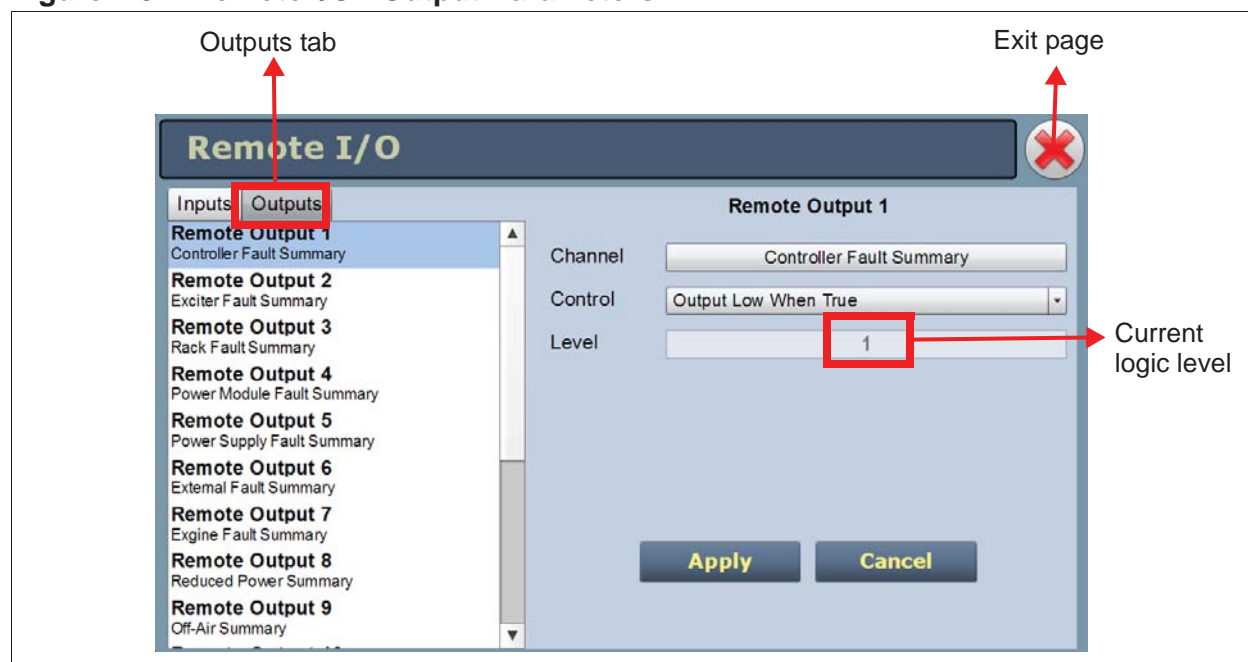 Outputs tab
Exit page
Remote I/O
Inputs Outputs
Remote Output 1
Controller Fault Summary
Remote Output 2
Exciter Fault Summary
Remote Output 3
Rack Fault Summary
Remote Output 4
Power Module Fault Summary
Remote Output 5
Power Supply Fault Summary
Remote Output 6
External Fault Summary
Remote Output 7
Exgine Fault Summary
Remote Output 8
Reduced Power Summary
Remote Output 9
Off-Air Summary
Remote Output 1
Channel Controller Fault Summary
Control Output Low When True
Level 1
Current
logic level
Apply Cancel